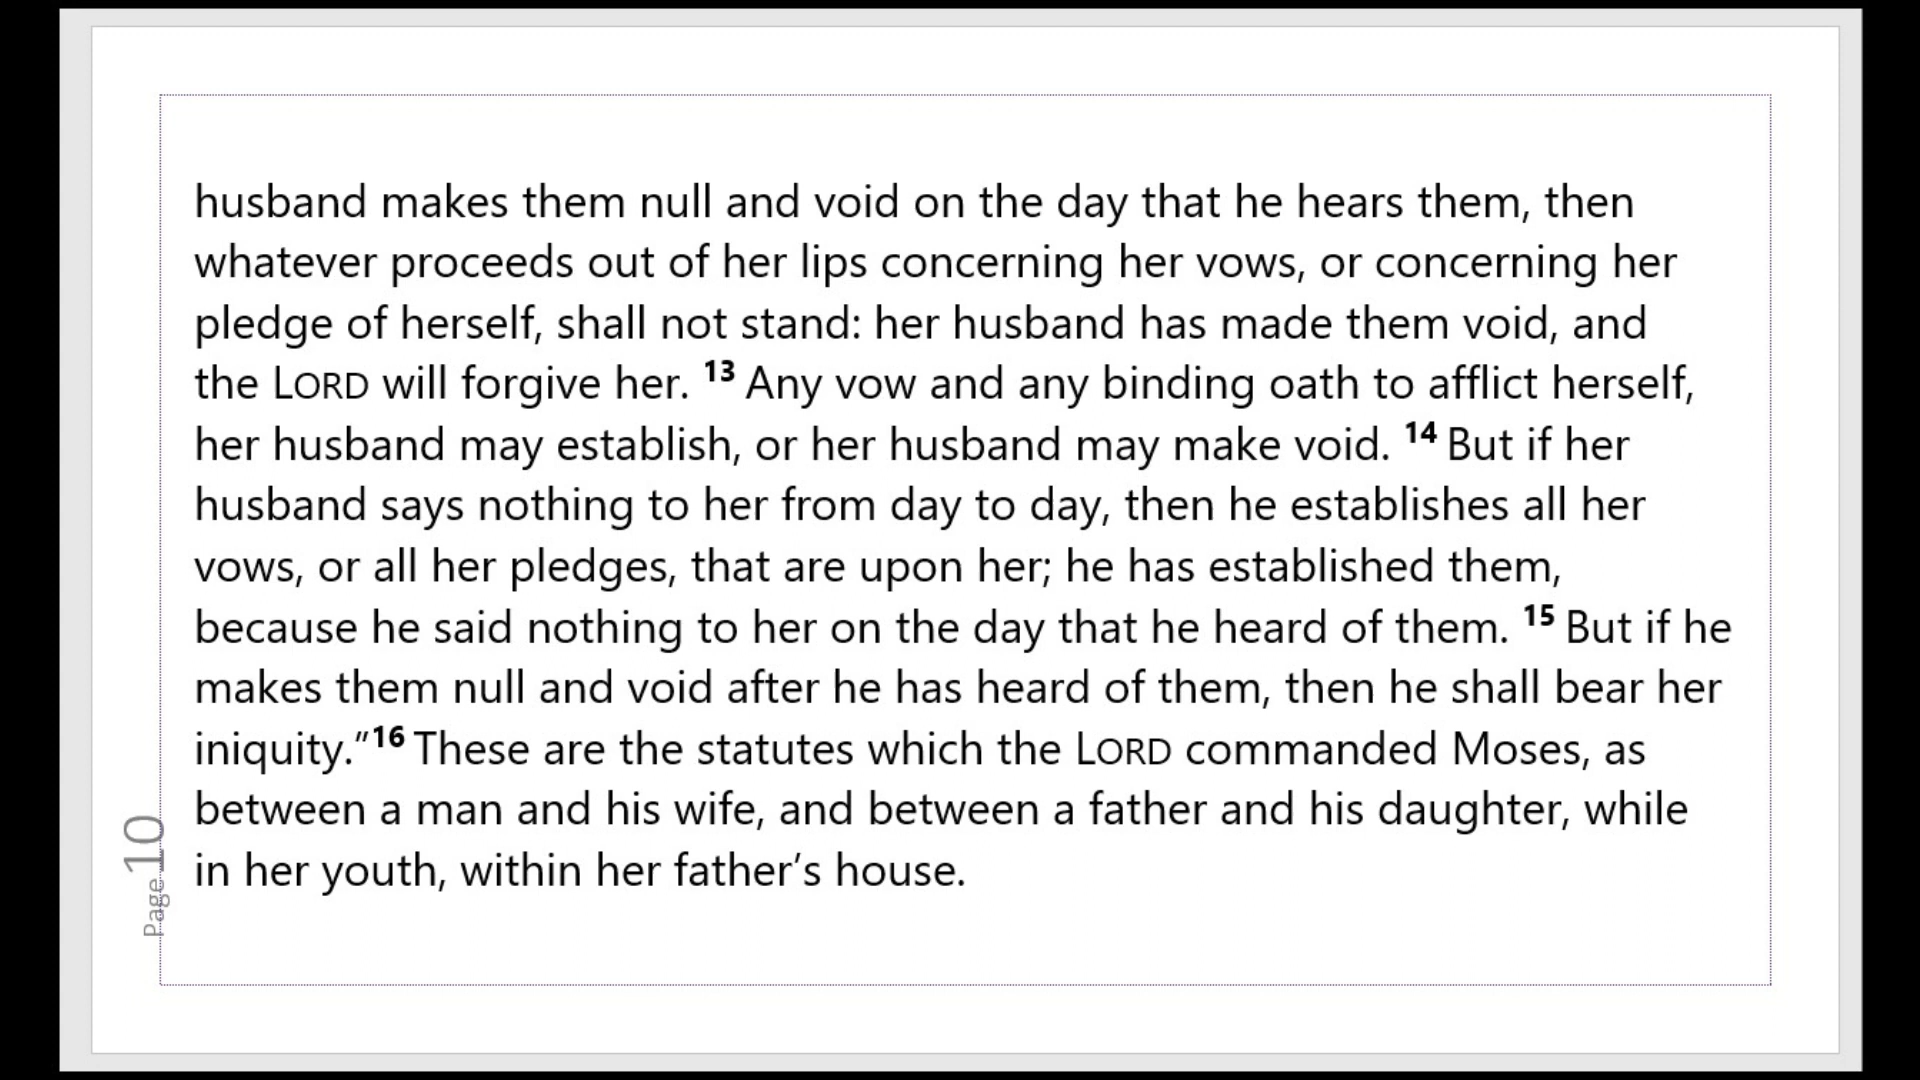 husband makes them null and void on the day that he hears them, then
whatever proceeds out of her lips concerning her vows, or concerning her
pledge of herself, shall not stand: her husband has made them void, and
the LORD will forgive her. 13 Any vow and any binding oath to afflict herself,
her husband may establish, or her husband may make void. 14 But if her
husband says nothing to her from day to day, then he establishes all her
vows, or all her pledges, that are upon her; he has established them,
because he said nothing to her on the day that he heard of them. 15 But if he
makes them null and void after he has heard of them, then he shall bear her
iniquity.”16 These are the statutes which the LORD commanded Moses, as
between a man and his wife, and between a father and his daughter, while
in her youth, within her father’s house.
Page 10